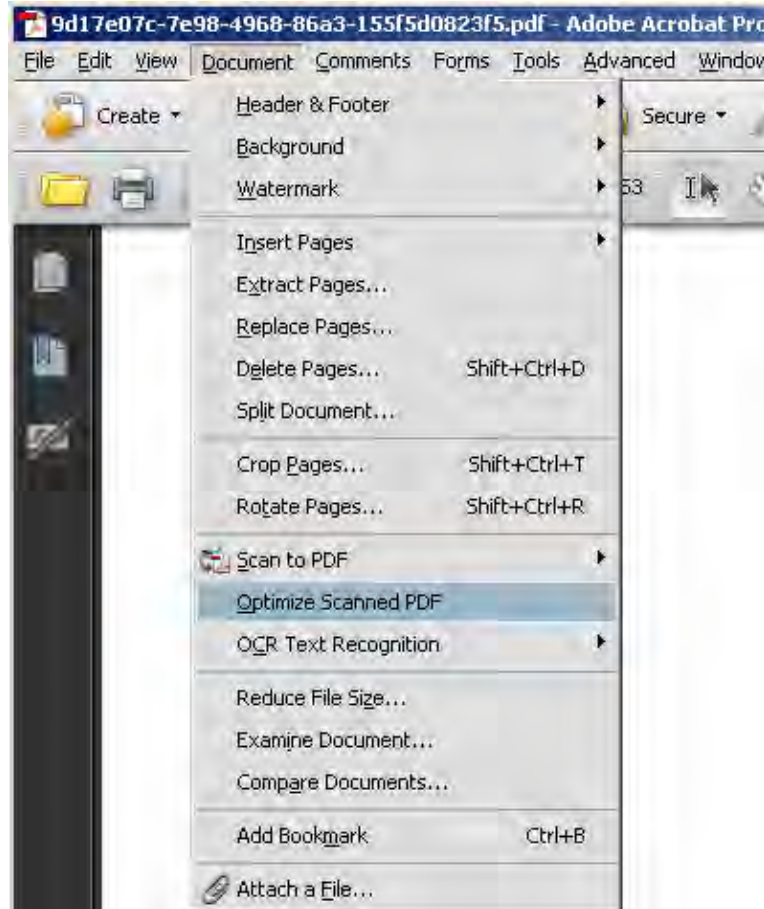 9d17e07c-7e98-4968-86a3-155f5d0823f5.pdf - Adobe Acrobat Pro
File Edit View Document Comments Forms Tools Advanced Window
Create Secure
Header & Footer
Background
Watermark 53
Insert Pages
Extract Pages...
Replace Pages...
Delete Pages... Shift+Ctrl+D
Split Document...
Crop Pages... Shift+Ctrl+T
Rotate Pages... Shift+Ctrl+R
Scan to PDF
Optimize Scanned PDF
OCR Text Recognition
Reduce File Size...
Examine Document...
Compare Documents...
Add Bookmark Ctrl+B
Attach a File...